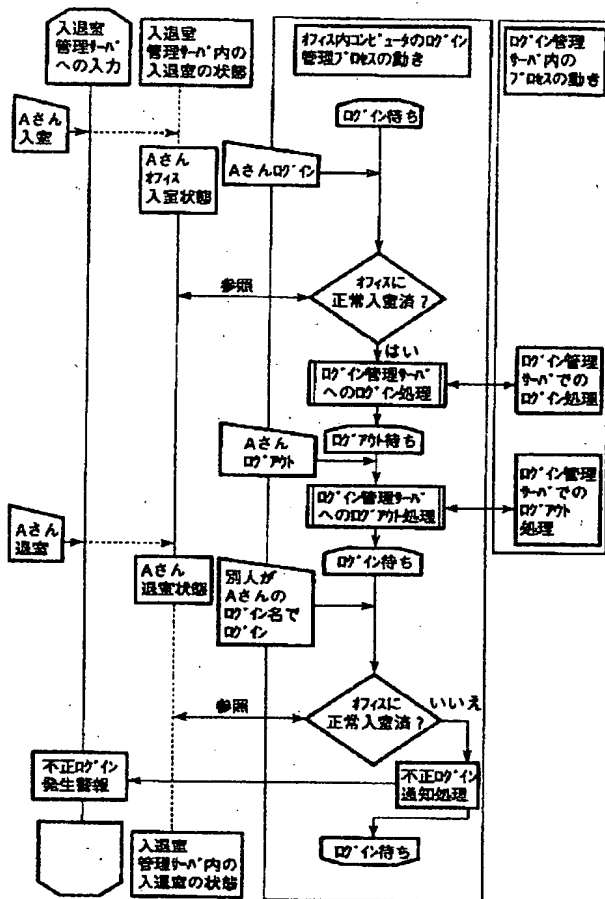 入退室
管理サーバ
への入力
入退室
管理サーバ内の
入退室の状態
オフィス内コンピュータのログイン
管理プロセスの動き
ログイン管理
サーバ内の
プロセスの動き
Aさん
入室
ログイン待ち
Aさん
オフィス
入室状態
Aさんログイン
参照
オフィスに
正常入室済?
はい
ログイン管理サーバ
へのログイン処理
ログイン管理
サーバでの
ログイン処理
Aさん
ログアウト
ログアウト待ち
ログイン管理サーバ
へのログアウト処理
ログイン管理
サーバでの
ログアウト
処理
Aさん
退室
Aさん
退室状態
別人が
Aさんの
ログイン名で
ログイン
ログイン待ち
参照
オフィスに
正常入室済?
いいえ
不正ログイン
発生警報
不正ログイン
通知処理
ログイン待ち
入退室
管理サーバ内の
入退室の状態